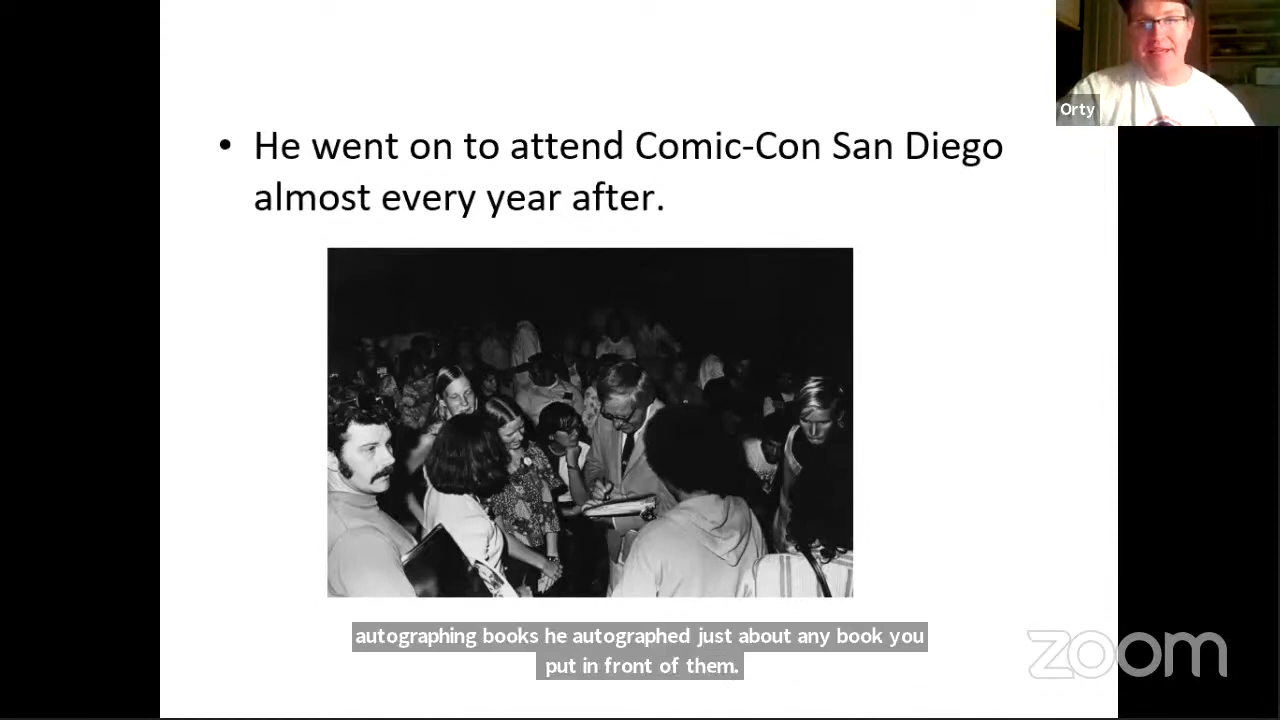 Orty
• He went on to attend Comic-Con San Diego
almost every year after.
autographing books he autographed just about any book you
put in front of them.
zoom